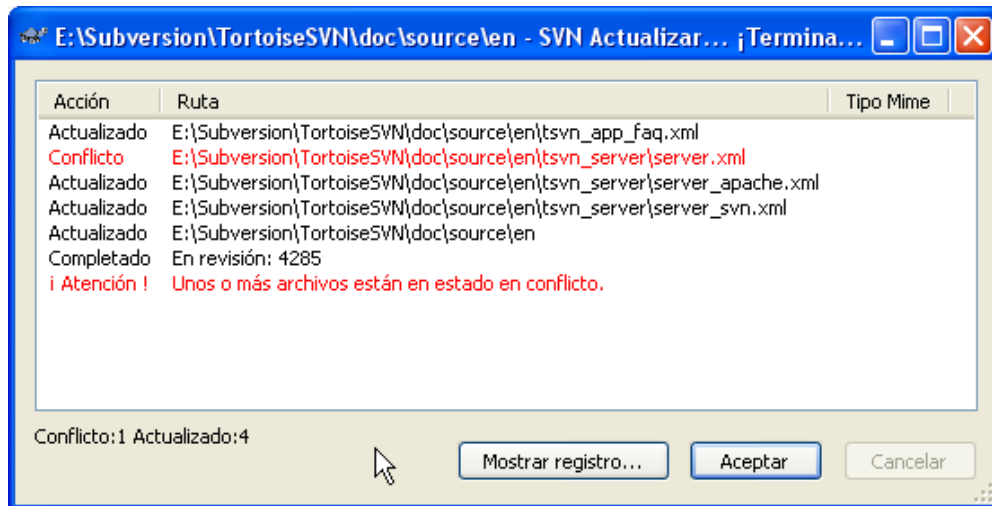 E:\Subversion\TortoiseSVN\doc\source\en - SVN Actualizar... ¡Termina...
Acción Ruta Tipo Mime
Actualizado E:\Subversion\TortoiseSVN\doc\source\en\tsvn_app_faq.xml
Conflicto E:\Subversion\TortoiseSVN\doc\source\en\tsvn_server\server.xml
Actualizado E:\Subversion\TortoiseSVN\doc\source\en\tsvn_server\server_apache.xml
Actualizado E:\Subversion\TortoiseSVN\doc\source\en\tsvn_server\server_svn.xml
Actualizado E:\Subversion\TortoiseSVN\doc\source\en
Completado En revisión: 4285
¡ Atención ! Unos o más archivos están en estado en conflicto.
Conflicto:1 Actualizado:4
Mostrar registro... Aceptar Cancelar